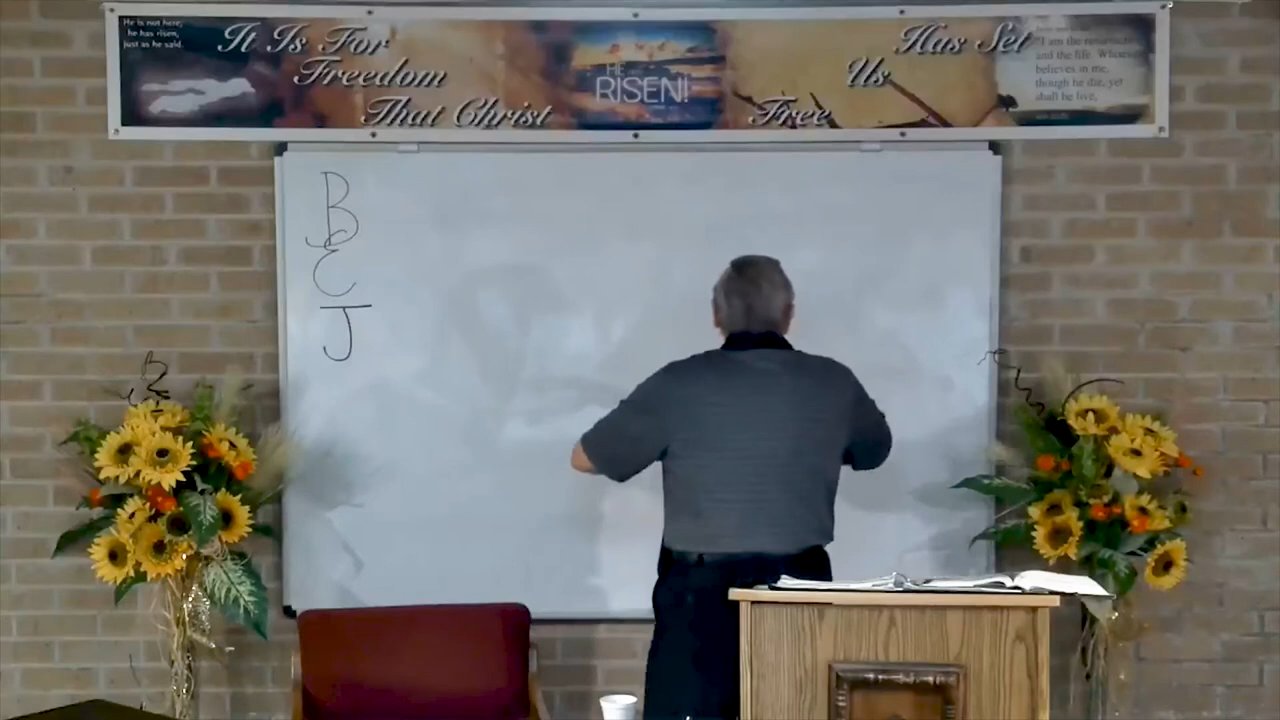 He is not here;
he has risen,
just as he said.
It Is For
Freedom
That Christ
HE
RISEN!
Has Set
Us
Free
"I am the resurrection
and the life. Whoever
believes in me,
though he die, yet
shall he live,
B
C
J